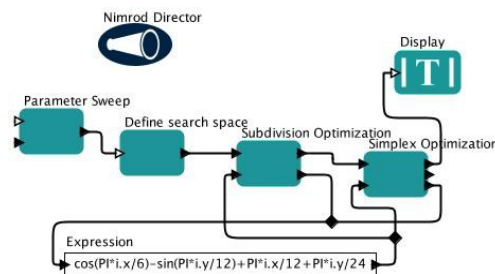 Nimrod Director
Display
T
Parameter Sweep
Define search space
Subdivision Optimization
Simplex Optimization
Expression
cos(PI*i.x/6)-sin(PI*i.y/12)+PI*i.x/12+PI*i.y/24